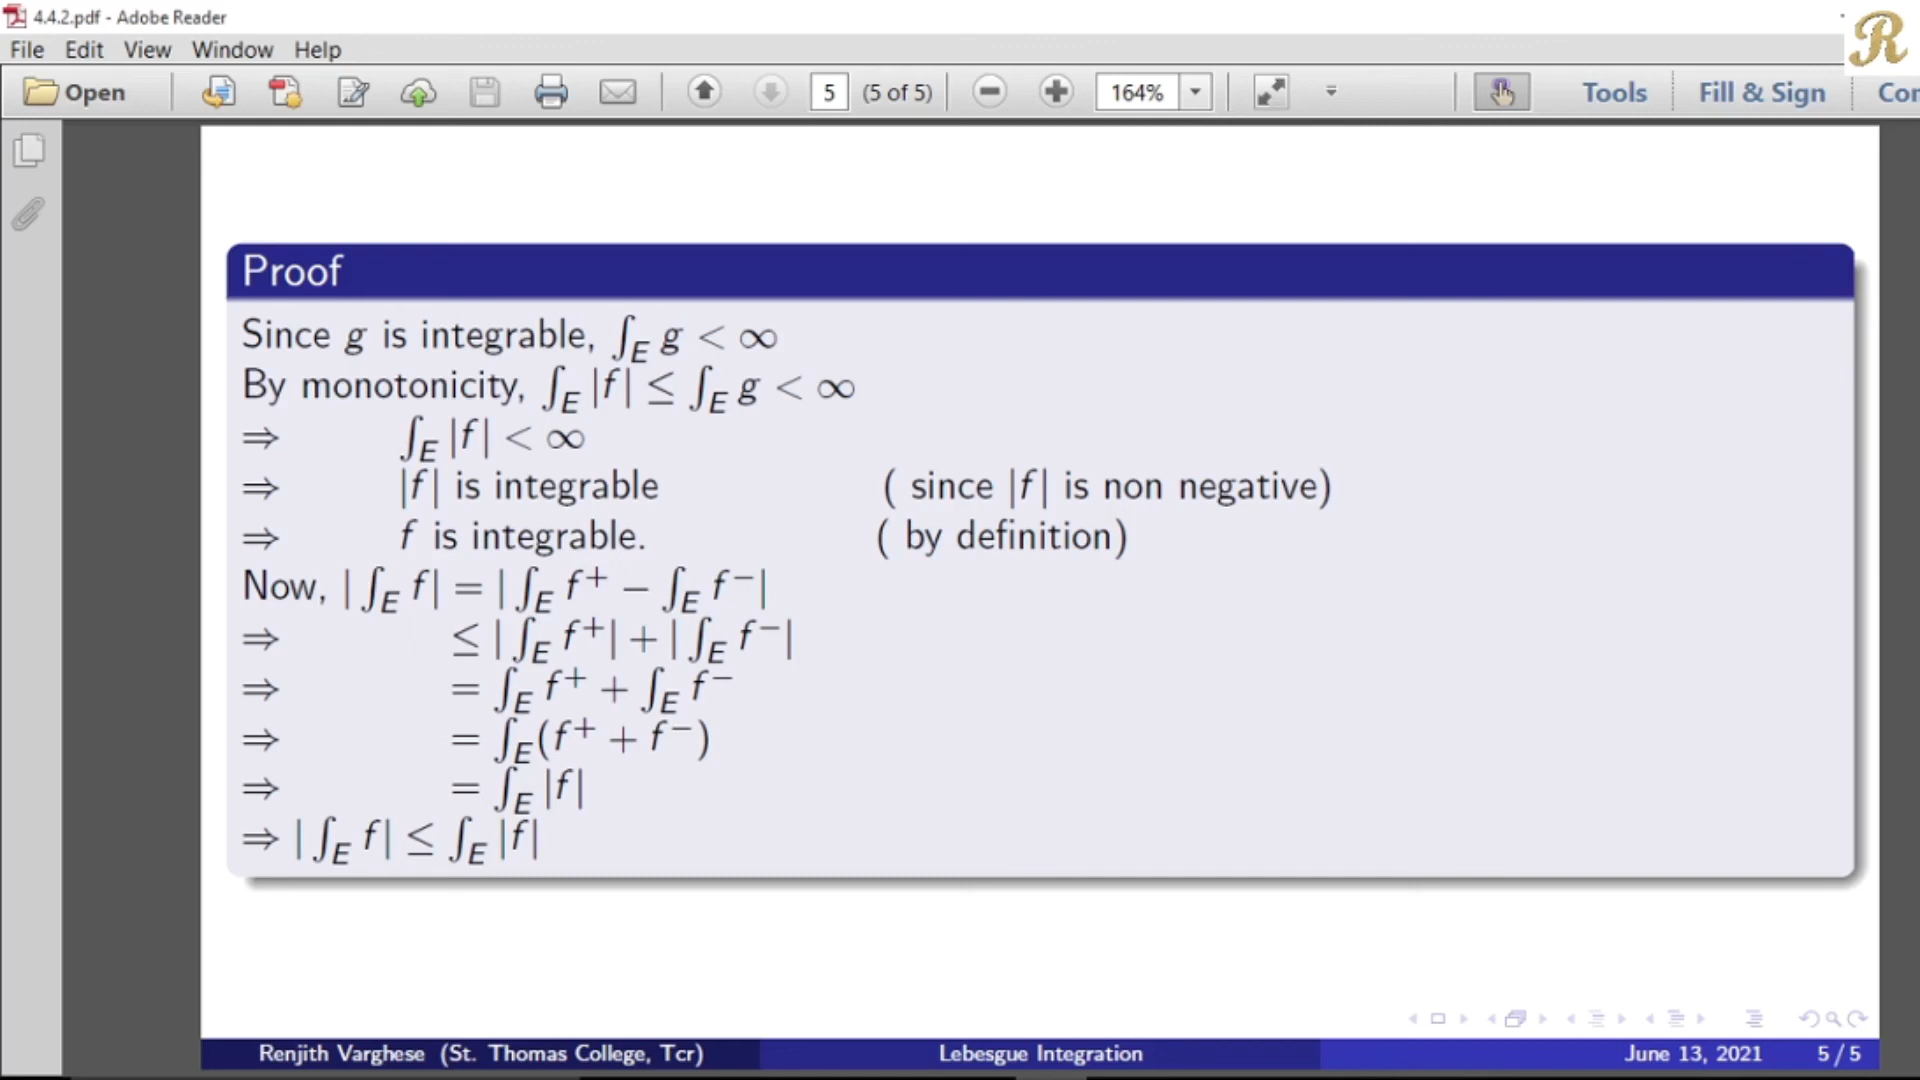 4.4.2.pdf - Adobe Reader
R
File Edit View Window Help
Open 5 (5 of 5) 164% Tools Fill & Sign Cor
Proof
Since g is integrable, ∫_E g < ∞
By monotonicity, ∫_E |f| ≤ ∫_E g < ∞
⇒ ∫_E |f| < ∞
⇒ |f| is integrable ( since |f| is non negative)
⇒ f is integrable. ( by definition)
Now, | ∫_E f| = | ∫_E f⁺ − ∫_E f⁻|
⇒ ≤ | ∫_E f⁺| + | ∫_E f⁻|
⇒ = ∫_E f⁺ + ∫_E f⁻
⇒ = ∫_E(f⁺ + f⁻)
⇒ = ∫_E |f|
⇒ | ∫_E f| ≤ ∫_E |f|
Renjith Varghese (St. Thomas College, Tcr) Lebesgue Integration June 13, 2021 5 / 5